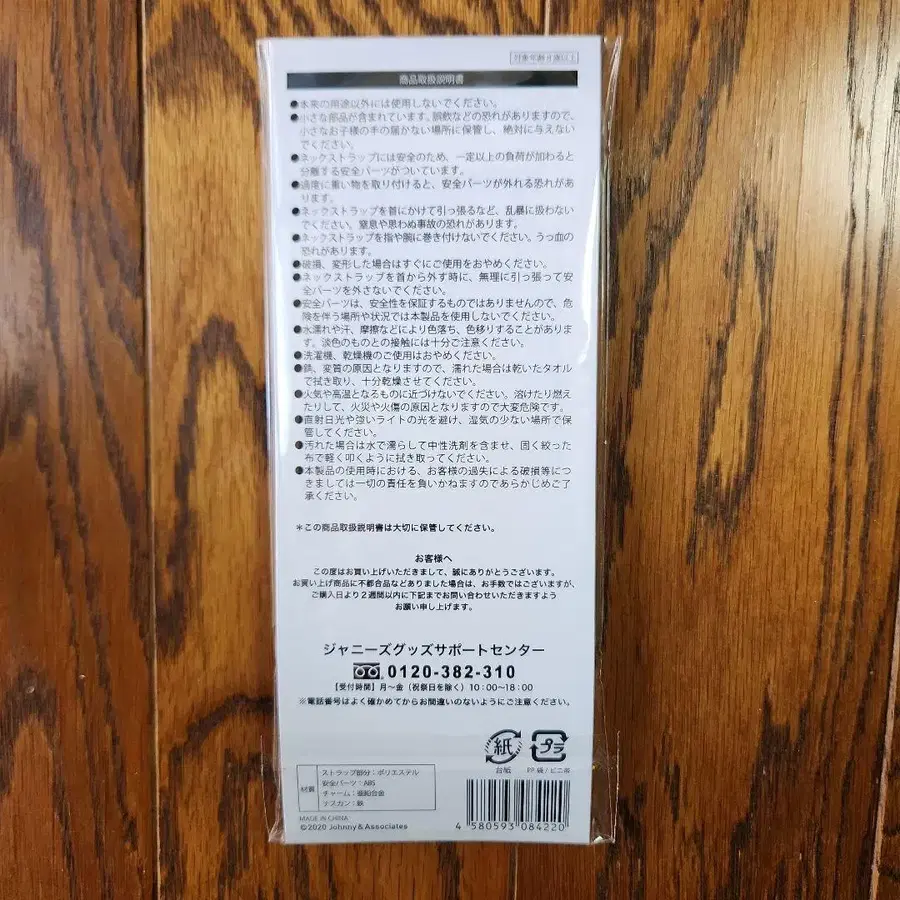 対象年齢8歳以上
商品取扱説明書
●本来の用途以外には使用しないでください。
●小さな部品が含まれています。誤飲などの恐れがありますので、
小さなお子様の手の届かない場所に保管し、絶対に与えない
でください。
●ネックストラップには安全のため、一定以上の負荷が加わると
分離する安全パーツがついています。
●過度に重い物を取り付けると、安全パーツが外れる恐れがあ
ります。
●ネックストラップを首にかけて引っ張るなど、乱暴に扱わない
でください。窒息や思わぬ事故の恐れがあります。
●ネックストラップを指や腕に巻き付けないでください。うっ血の
恐れがあります。
●破損、変形した場合はすぐにご使用をおやめください。
●ネックストラップを首から外す時に、無理に引っ張って安
全パーツを外さないでください。
●安全パーツは、安全性を保証するものではありませんので、危
険を伴う場所や状況では本製品を使用しないでください。
●水濡れや汗、摩擦などにより色落ち、色移りすることがありま
す。淡色のものとの接触には十分ご注意ください。
●洗濯機、乾燥機のご使用はおやめください。
●錆、変質の原因となりますので、濡れた場合は乾いたタオル
で拭き取り、十分乾燥させてください。
●火気や高温となるものに近づけないでください。溶けたり燃え
たりして、火災や火傷の原因となりますので大変危険です。
●直射日光や強いライトの光を避け、湿気の少ない場所で保
管してください。
●汚れた場合は水で濡らして中性洗剤を含ませ、固く絞った
布で軽く叩くように拭き取ってください。
●本製品の使用時における、お客様の過失による破損等につ
きましては一切の責任を負いかねますのであらかじめご了
承ください。
＊この商品取扱説明書は大切に保管してください。
お客様へ
この度はお買い上げいただきまして、誠にありがとうございます。
お買い上げ商品に不都合品などありました場合は、お手数ではございますが、
ご購入日より2週間以内に下記までお問い合わせいただきますよう
お願い申し上げます。
ジャニーズグッズサポートセンター
0120-382-310
【受付時間】月〜金（祝祭日を除く）10：00〜18：00
※電話番号はよく確かめてからお間違いのないようにご注意ください。
紙 プラ
台紙 PP袋/ビニ袋
材質
ストラップ部分：ポリエステル
安全パーツ：ABS
チャーム：亜鉛合金
ナスカン：鉄
MADE IN CHINA
©2020 Johnny & Associates
4 580593 084220